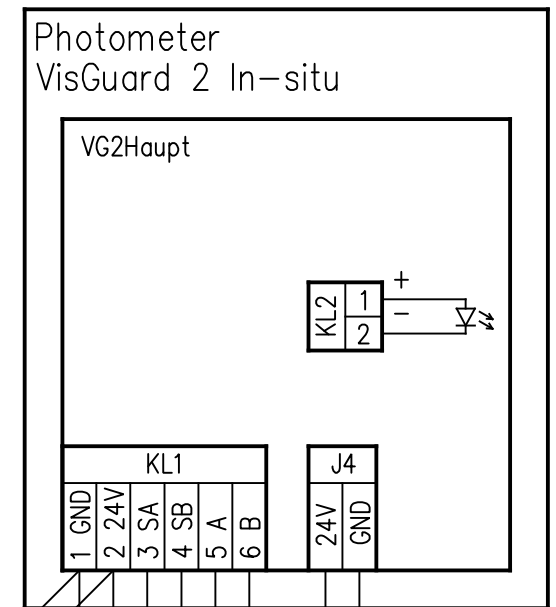 Photometer
VisGuard 2 In-situ
VG2Haupt
KL2
1
2
+
-
KL1
1 GND
2 24V
3 SA
4 SB
5 A
6 B
J4
24V
GND